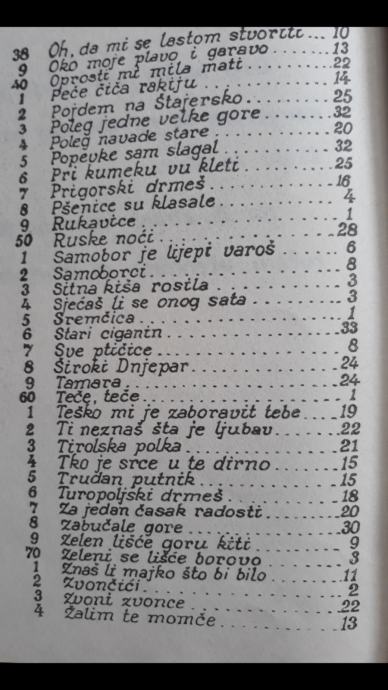 38 Oh, da mi se lastom stvoriti... 10
9 Oko moje plavo i garavo........13
40 Oprosti mi mila mati...........22
1 Peče čiča rakiju...............14
2 Pojdem na Štajersko............25
3 Poleg jedne velke gore.........32
4 Poleg navade stare.............20
5 Popevke sam slagal.............32
6 Pri kumeku vu kleti............25
7 Prigorski drmeš................16
8 Pšenice su klasale.............4
9 Rukavice.......................1
50 Ruske noći.....................28
1 Samobor je lijepi varoš........6
2 Samoborci......................8
3 Sitna kiša rosila..............3
4 Sjećaš li se onog sata.........3
5 Sremčica.......................1
6 Stari ciganin..................33
7 Sve ptičice....................8
8 Široki Dnjepar.................24
9 Tamara.........................24
60 Teče, teče.....................1
1 Teško mi je zaboravit tebe.....19
2 Ti neznaš šta je ljubav........22
3 Tirolska polka.................21
4 Tko je srce u te dirno.........15
5 Trudan putnik..................15
6 Turopoljski drmeš..............18
7 Za jedan časak radosti.........20
8 Zabučale gore..................30
9 Zelen lišće goru kiti..........9
70 Zeleni se lišće borovo.........3
1 Znaš li majko što bi bilo......11
2 Zvončići.......................2
3 Zvoni zvonce...................22
4 Žalim te momče.................13